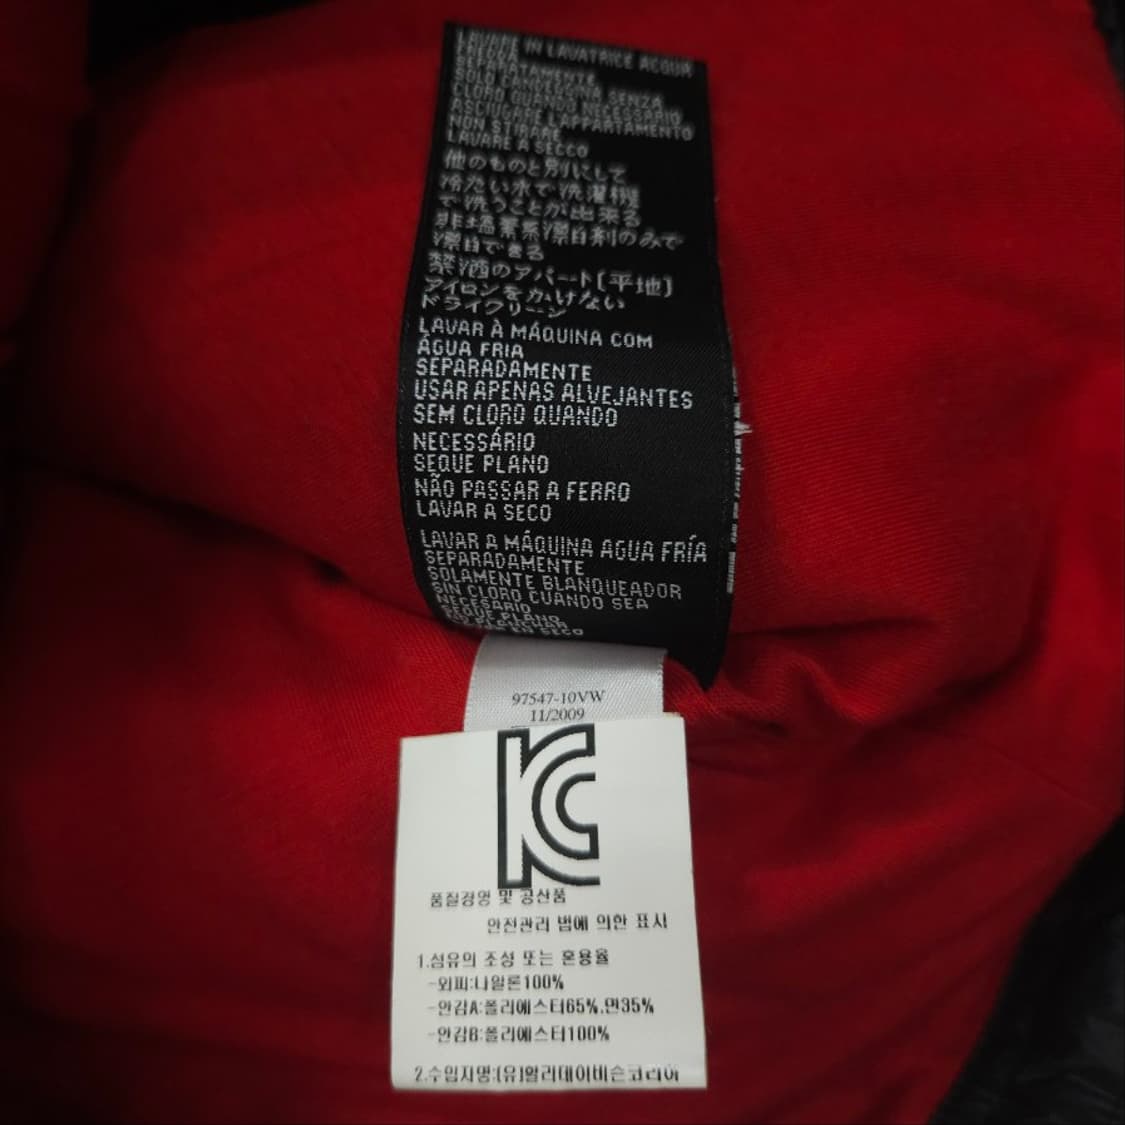 LAVARE IN LAVATRICE ACQUA
FREDDA
SEPARATAMENTE
SOLO CANDEGGINA SENZA
CLORO QUANDO NECESSARIO
ASCIUGARE L'APPARTAMENTO
NON STIRARE
LAVARE A SECCO
他のものと別にして
冷たい水で洗濯機
で洗うことが出来る
非塩素系漂白剤のみで
漂白できる
禁酒のアパート[平地]
アイロンをかけない
ドライクリーン
LAVAR À MÁQUINA COM
ÁGUA FRIA
SEPARADAMENTE
USAR APENAS ALVEJANTES
SEM CLORO QUANDO
NECESSÁRIO
SEQUE PLANO
NÃO PASSAR A FERRO
LAVAR A SECO
LAVAR A MÁQUINA AGUA FRÍA
SEPARADAMENTE
SOLAMENTE BLANQUEADOR
SIN CLORO CUANDO SEA
NECESARIO
SEQUE PLANO
NO PLANCHAR
EN SECO
97547-10VW
11/2009
KC
품질경영 및 공산품
안전관리 법에 의한 표시
1.섬유의 조성 또는 혼용율
-외피:나일론100%
-안감A:폴리에스터65%,면35%
-안감B:폴리에스터100%
2.수입자명:(유)할리데이비슨코리아